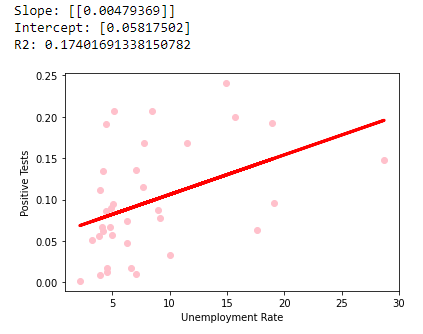 Slope: [[0.00479369]]
Intercept: [0.05817502]
R2: 0.17401691338150782
0.25
0.20
0.15
0.10
0.05
0.00
Positive Tests
5 10 15 20 25 30
Unemployment Rate